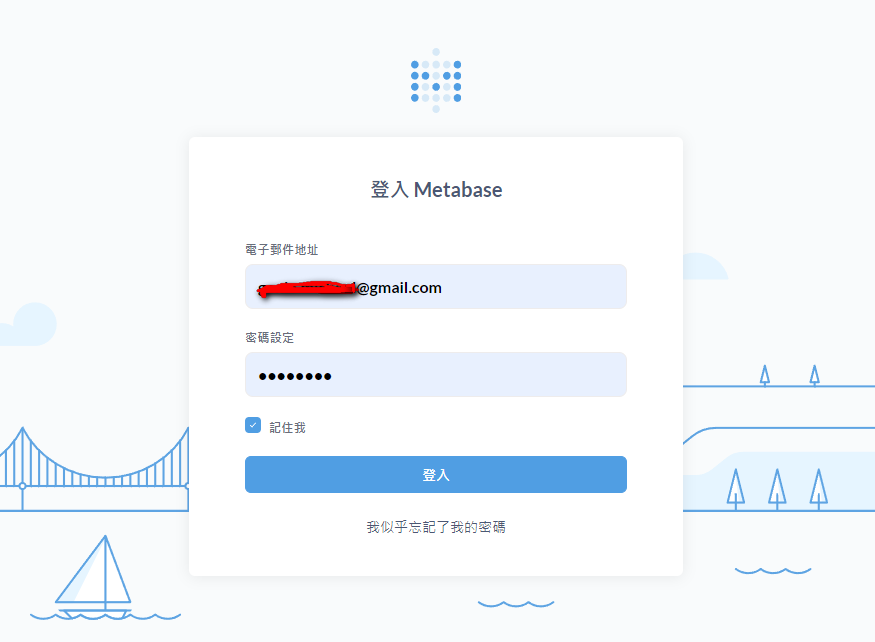 登入 Metabase
電子郵件地址
@gmail.com
密碼設定
記住我
登入
我似乎忘記了我的密碼